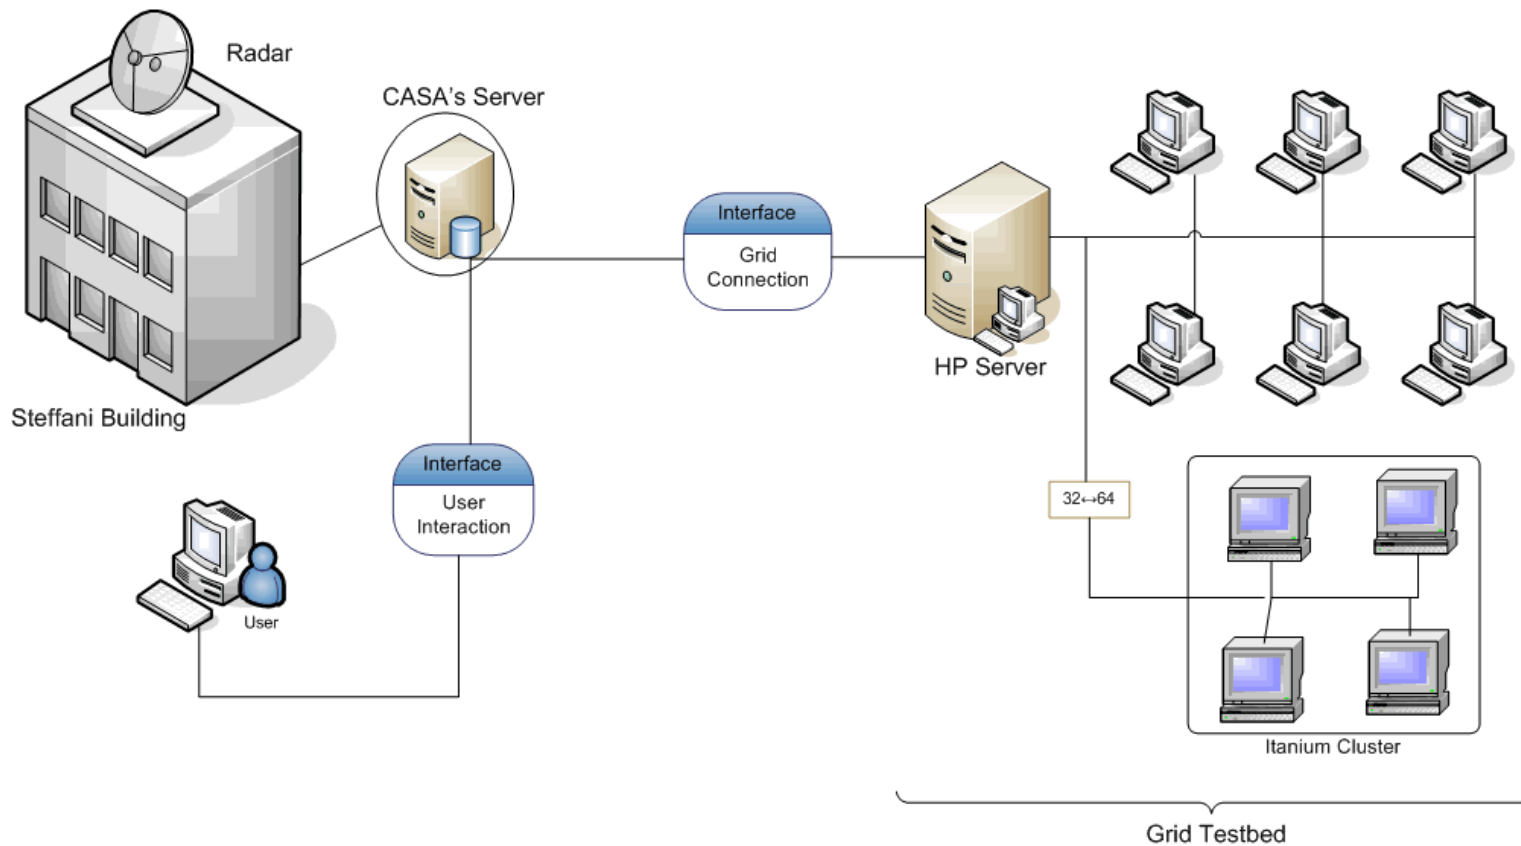 Radar
CASA's Server
Steffani Building
Interface
Grid
Connection
HP Server
Interface
User
Interaction
User
32↔64
Itanium Cluster
Grid Testbed